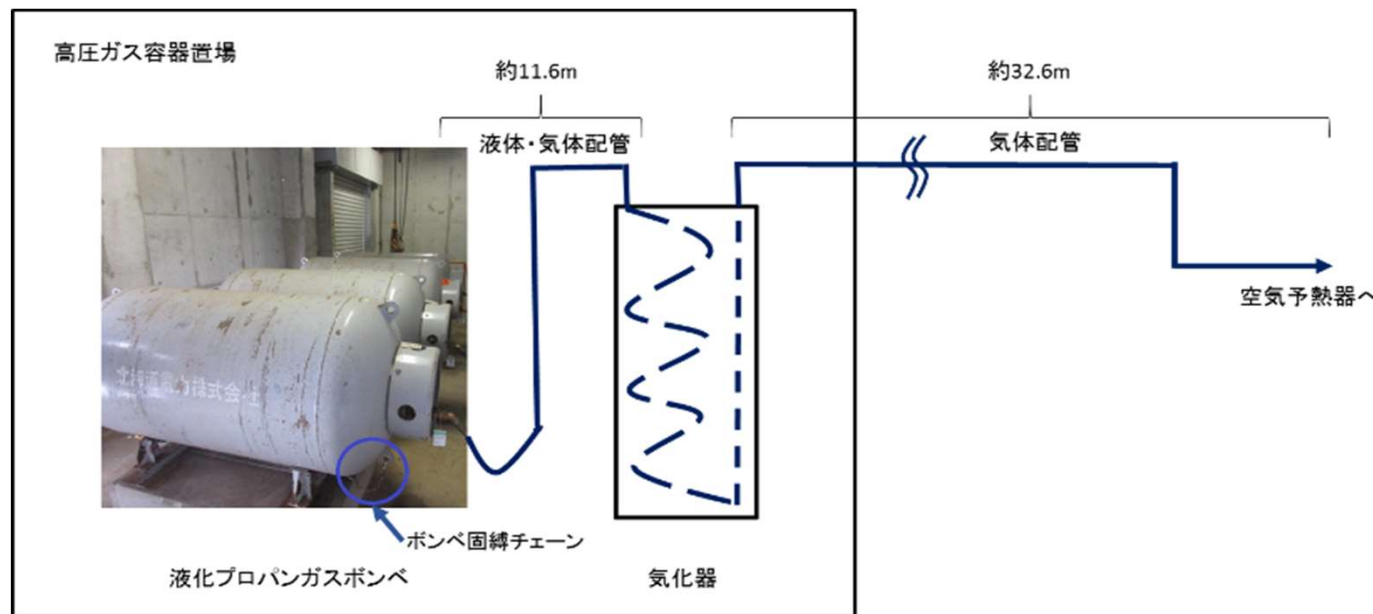 高圧ガス容器置場
約11.6m
約32.6m
液体・気体配管
気体配管
空気予熱器へ
ボンベ固縛チェーン
液化プロパンガスボンベ
気化器